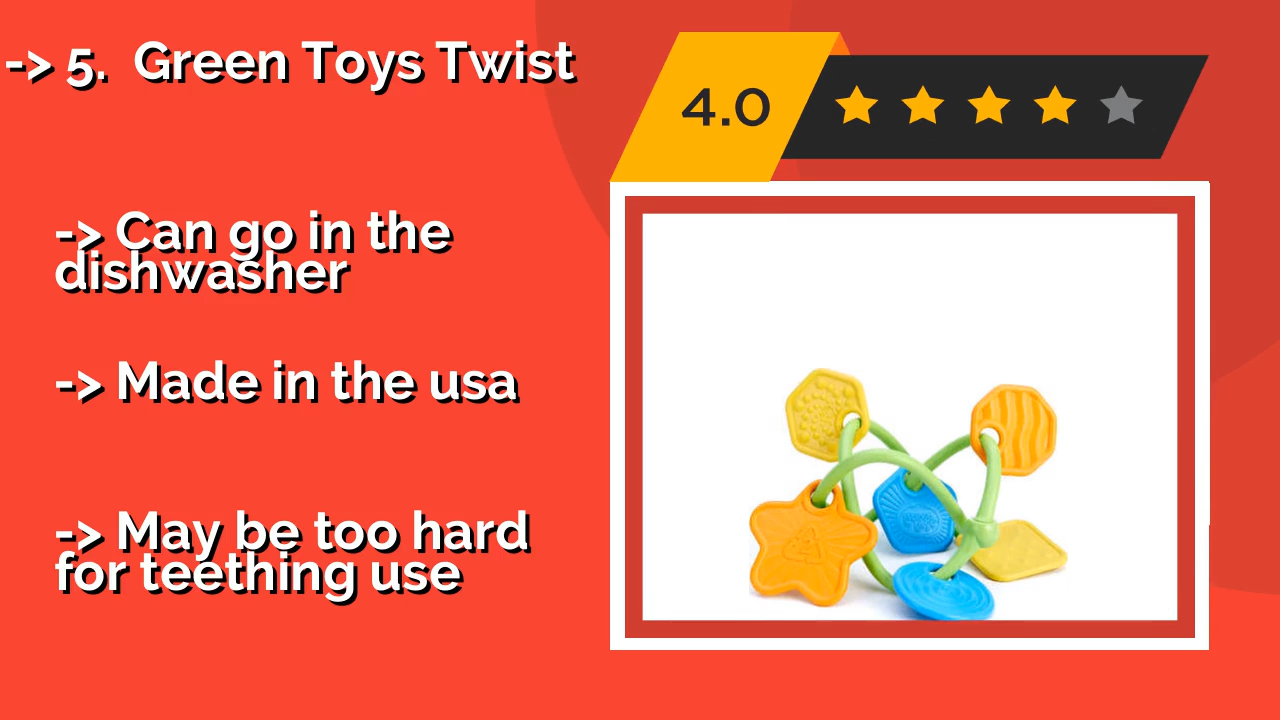 -> 5.  Green Toys Twist
4.0
-> Can go in the
dishwasher
-> Made in the usa
-> May be too hard
for teething use